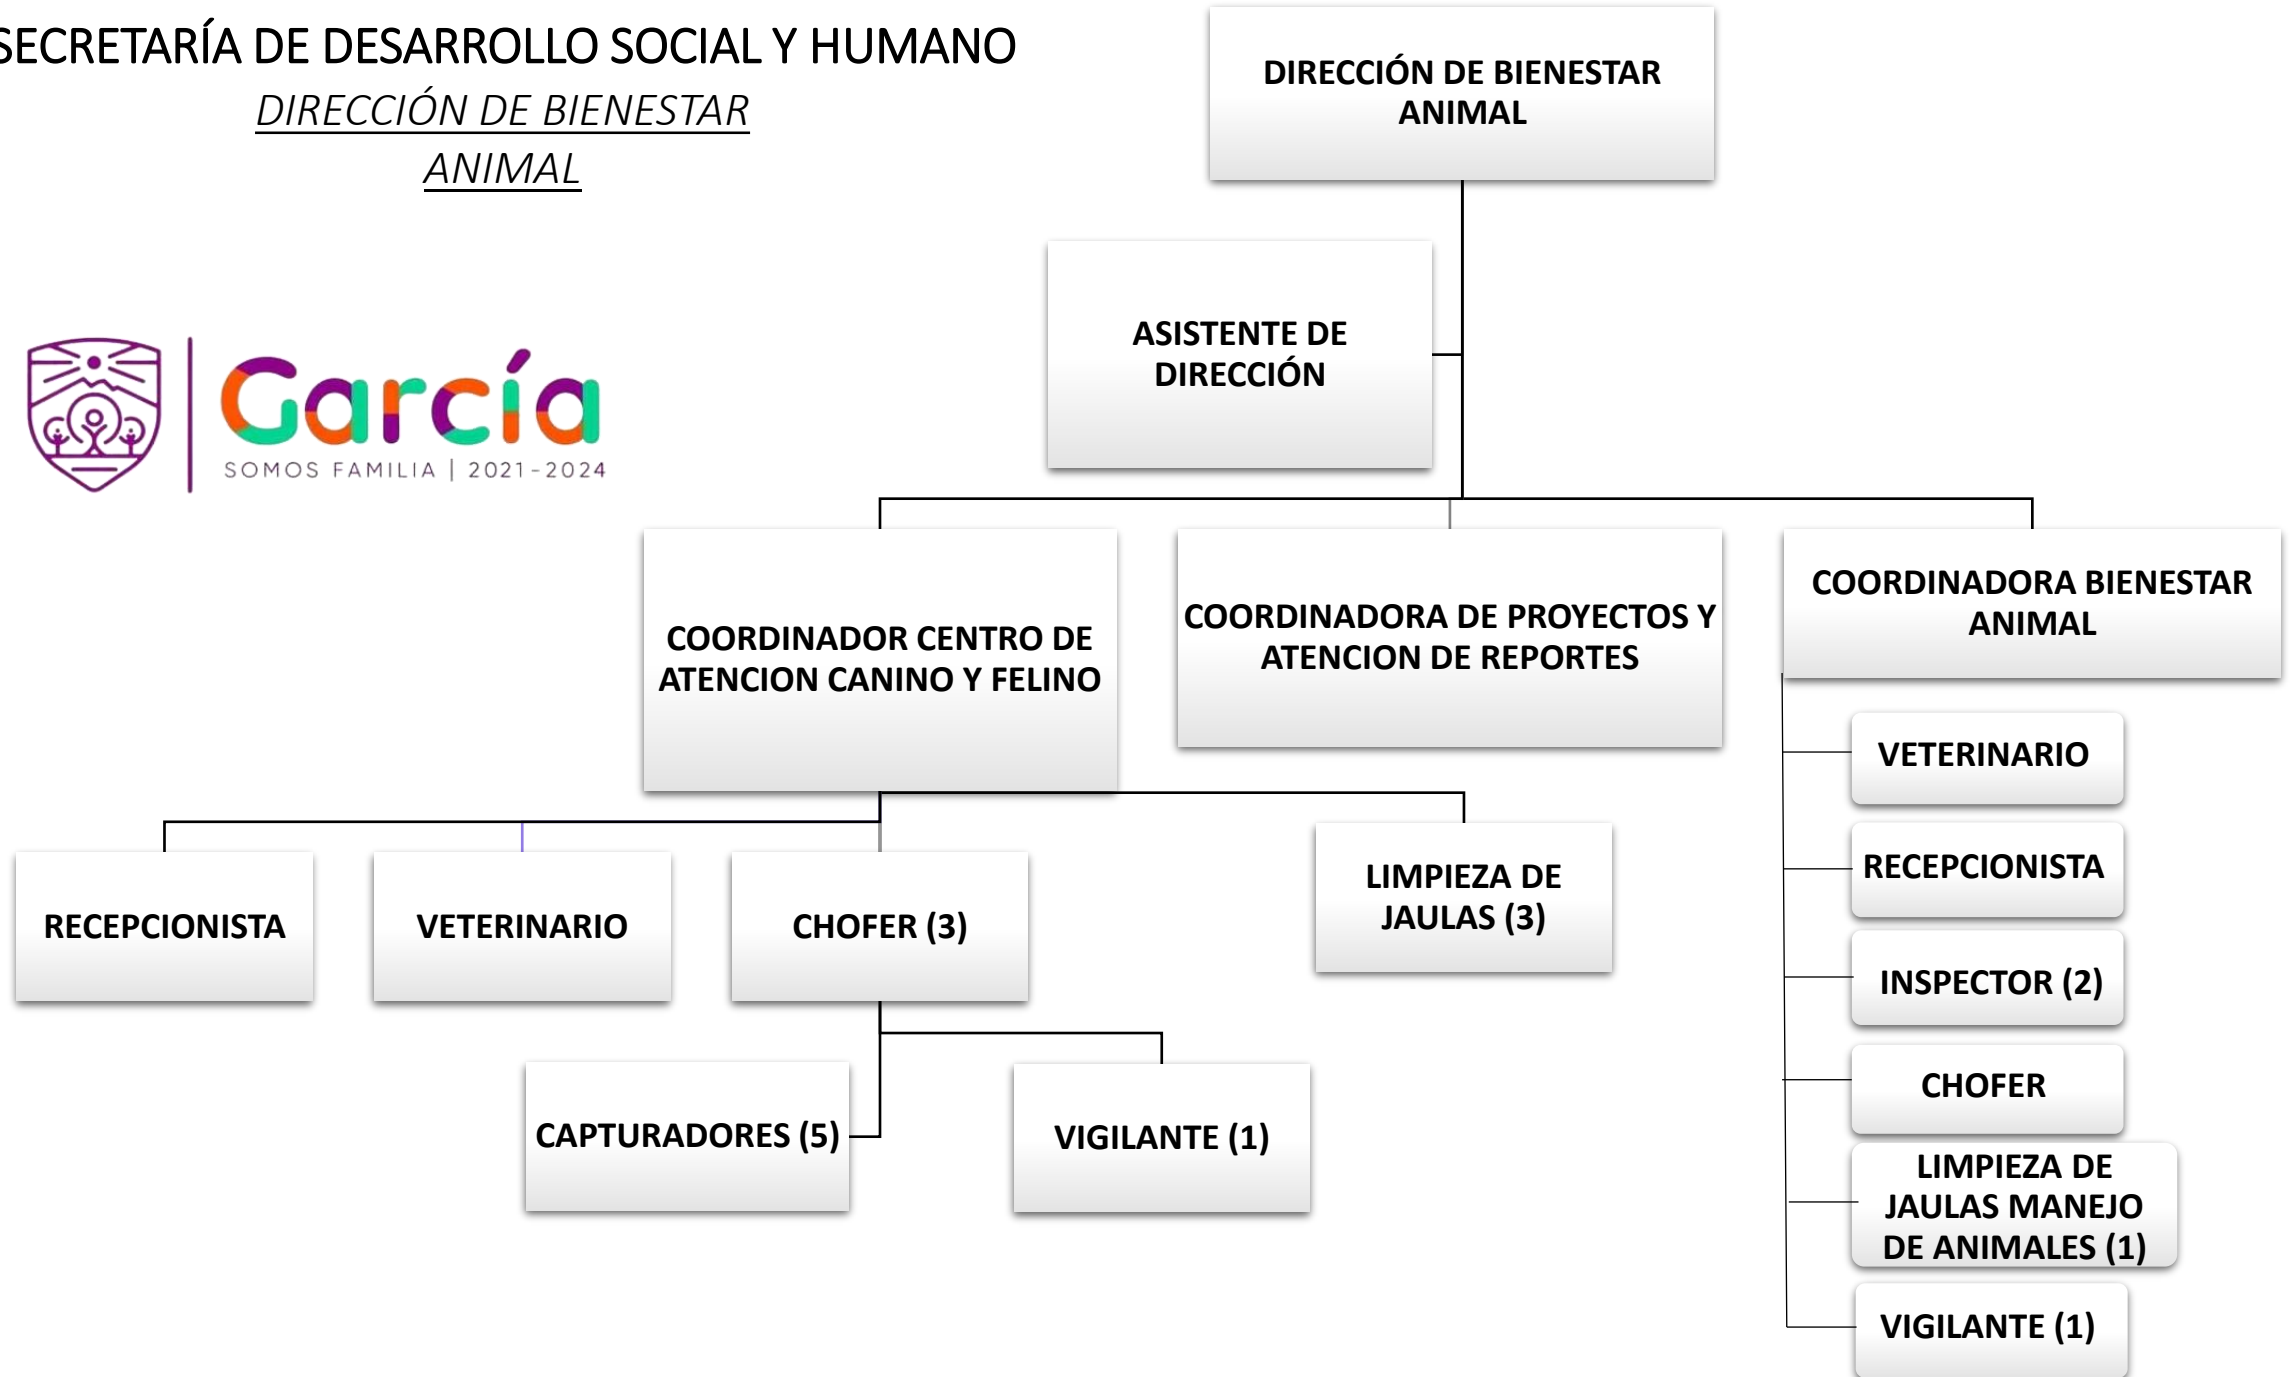 SECRETARÍA DE DESARROLLO SOCIAL Y HUMANO
DIRECCIÓN DE BIENESTAR
ANIMAL
García
SOMOS FAMILIA | 2021-2024
DIRECCIÓN DE BIENESTAR
ANIMAL
ASISTENTE DE
DIRECCIÓN
COORDINADOR CENTRO DE
ATENCION CANINO Y FELINO
COORDINADORA DE PROYECTOS Y
ATENCION DE REPORTES
COORDINADORA BIENESTAR
ANIMAL
RECEPCIONISTA
VETERINARIO
CHOFER (3)
LIMPIEZA DE
JAULAS (3)
CAPTURADORES (5)
VIGILANTE (1)
VETERINARIO
RECEPCIONISTA
INSPECTOR (2)
CHOFER
LIMPIEZA DE
JAULAS MANEJO
DE ANIMALES (1)
VIGILANTE (1)